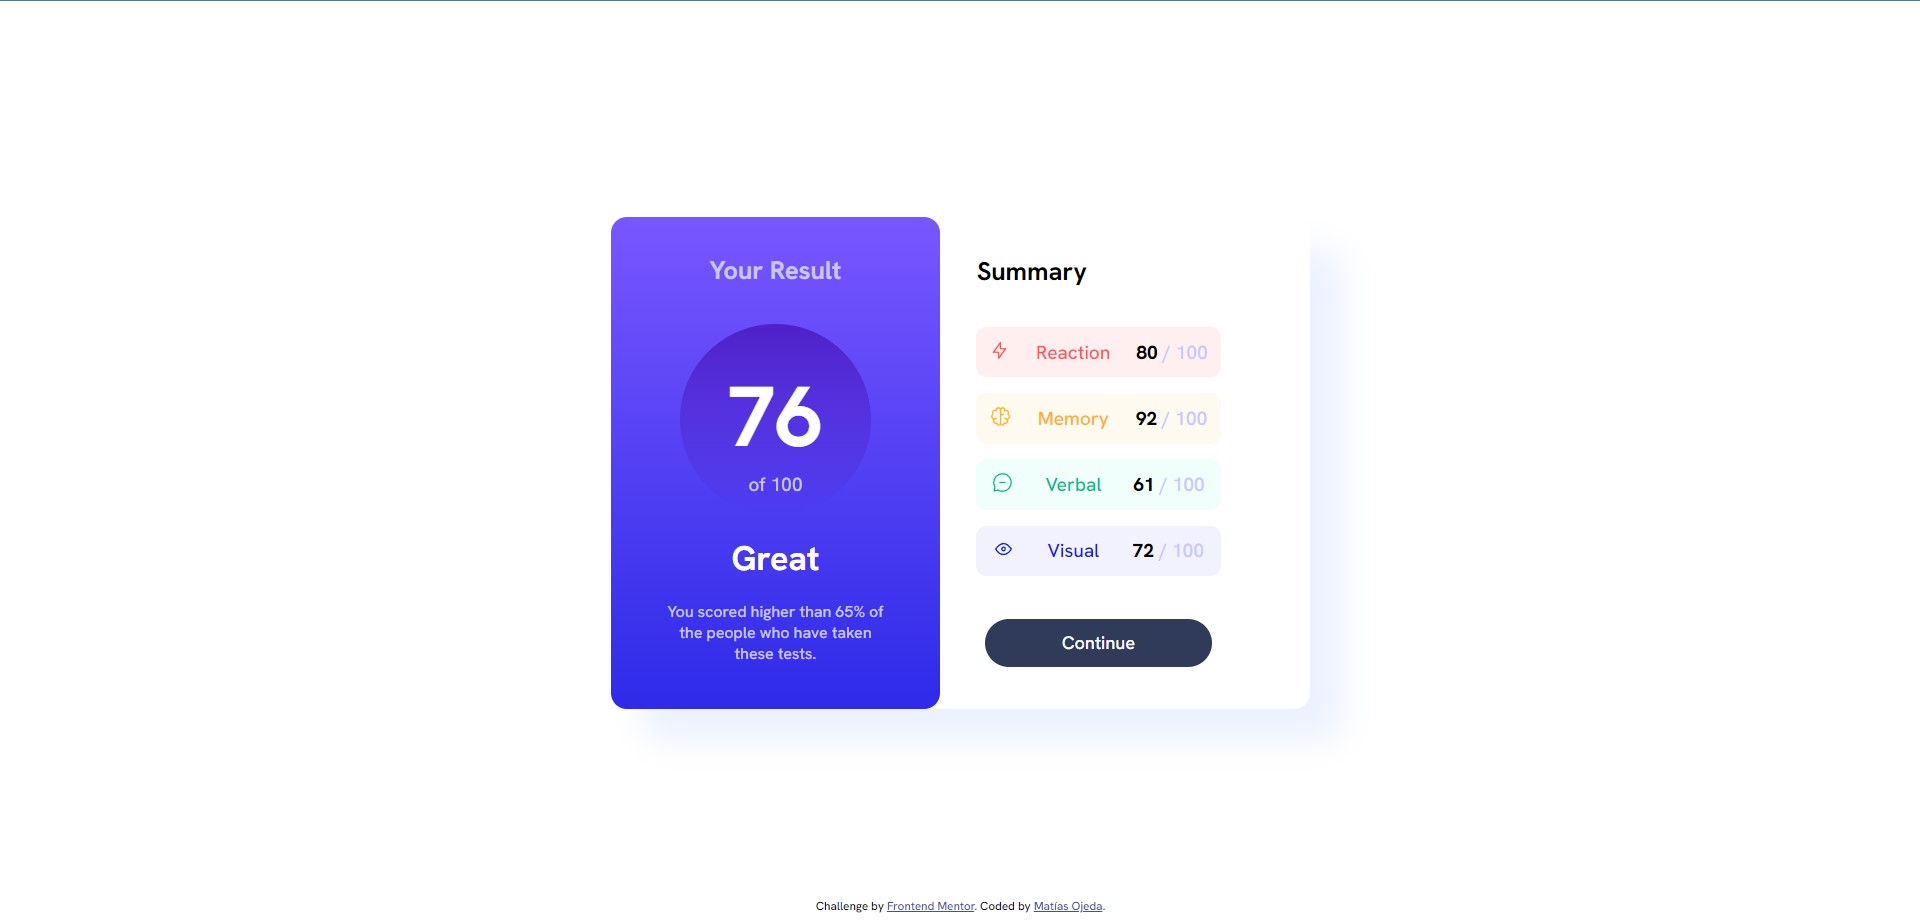 Your Result
76
of 100
Great
You scored higher than 65% of
the people who have taken
these tests.
Summary
Reaction 80 / 100
Memory 92 / 100
Verbal 61 / 100
Visual 72 / 100
Continue
Challenge by Frontend Mentor. Coded by Matías Ojeda.